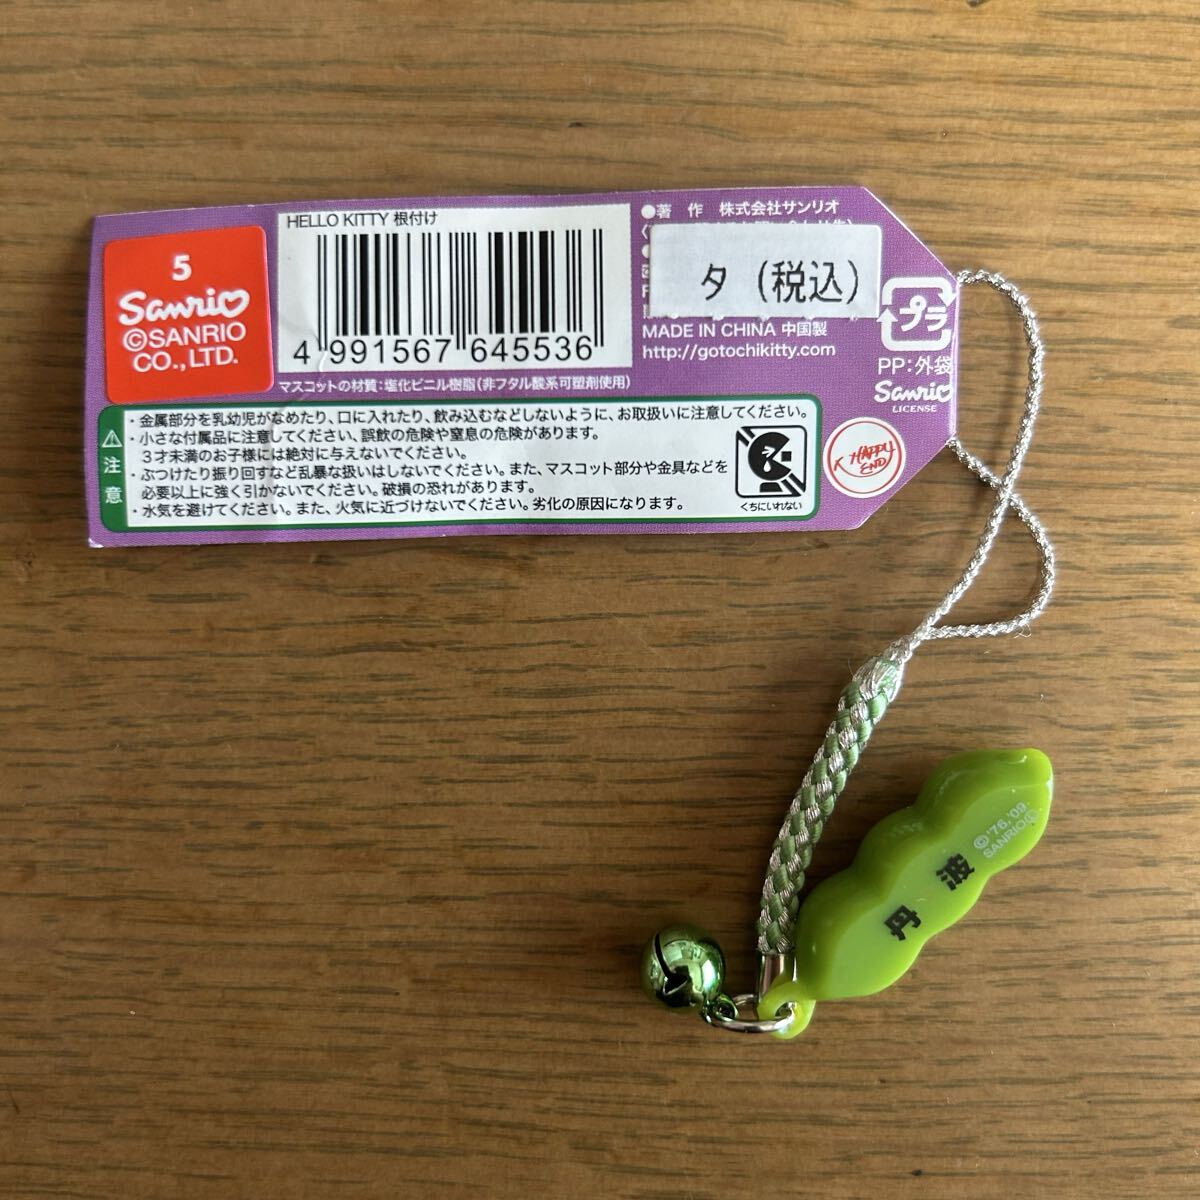 5
Sanrio
©SANRIO
CO.,LTD.
HELLO KITTY 根付け
4 991567 645536
マスコットの材質：塩化ビニル樹脂(非フタル酸系可塑剤使用)
●著 作 株式会社サンリオ
タ (税込)
MADE IN CHINA 中国製
http://gotochikitty.com
プラ
PP：外袋
Sanrio
LICENSE
HAPPY
END
注意
・金属部分を乳幼児がなめたり、口に入れたり、飲み込むなどしないように、お取扱いに注意してください。
・小さな付属品に注意してください、誤飲の危険や窒息の危険があります。
３才未満のお子様には絶対に与えないでください。
・ぶつけたり振り回すなど乱暴な扱いはしないでください。また、マスコット部分や金具などを
必要以上に強く引かないでください。破損の恐れがあります。
・水気を避けてください。また、火気に近づけないでください。劣化の原因になります。
くちにいれない
丹波
©'76,'09
SANRIO